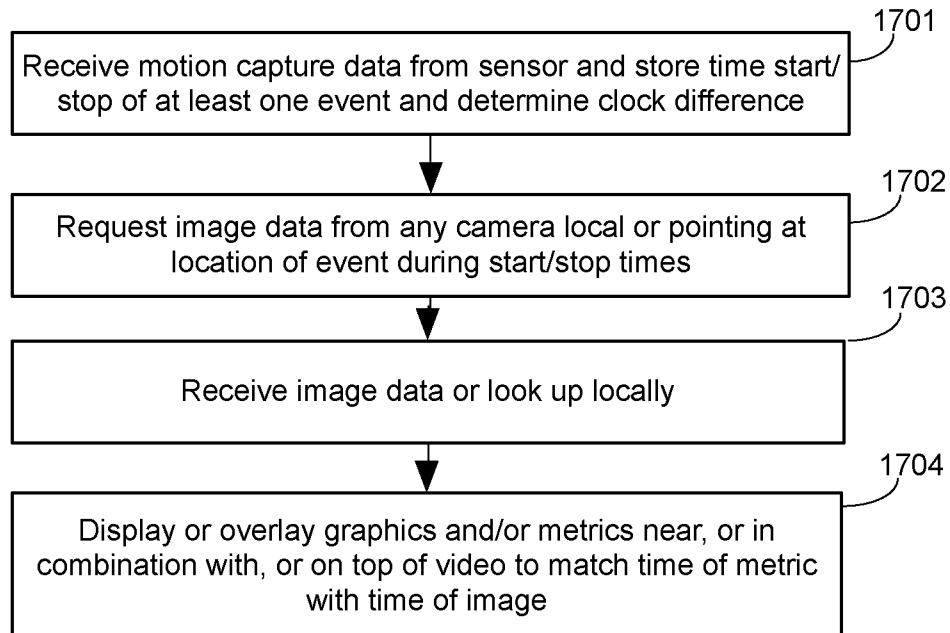 1701
Receive motion capture data from sensor and store time start/
stop of at least one event and determine clock difference
1702
Request image data from any camera local or pointing at
location of event during start/stop times
1703
Receive image data or look up locally
1704
Display or overlay graphics and/or metrics near, or in
combination with, or on top of video to match time of metric
with time of image